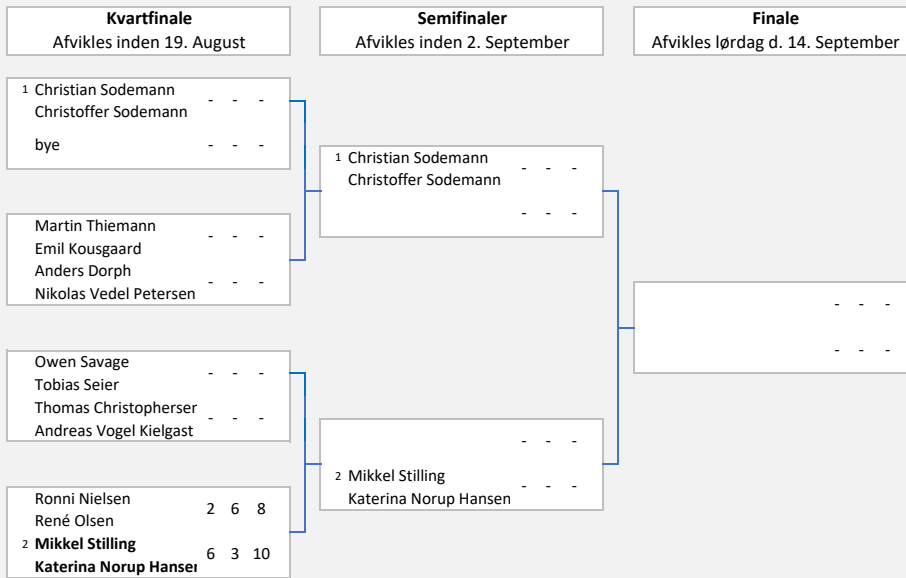 Kvartfinale
Afvikles inden 19. August
Semifinaler
Afvikles inden 2. September
Finale
Afvikles lørdag d. 14. September
1 Christian Sodemann
Christoffer Sodemann
- - -
bye - - -
Martin Thiemann
Emil Kousgaard
- - -
Anders Dorph
Nikolas Vedel Petersen
- - -
Owen Savage
Tobias Seier
- - -
Thomas Christopherser
Andreas Vogel Kielgast
- - -
Ronni Nielsen
René Olsen
2 6 8
2 Mikkel Stilling
Katerina Norup Hanser
6 3 10
1 Christian Sodemann
Christoffer Sodemann
- - -
- - -
- - -
2 Mikkel Stilling
Katerina Norup Hansen
- - -
- - -
- - -